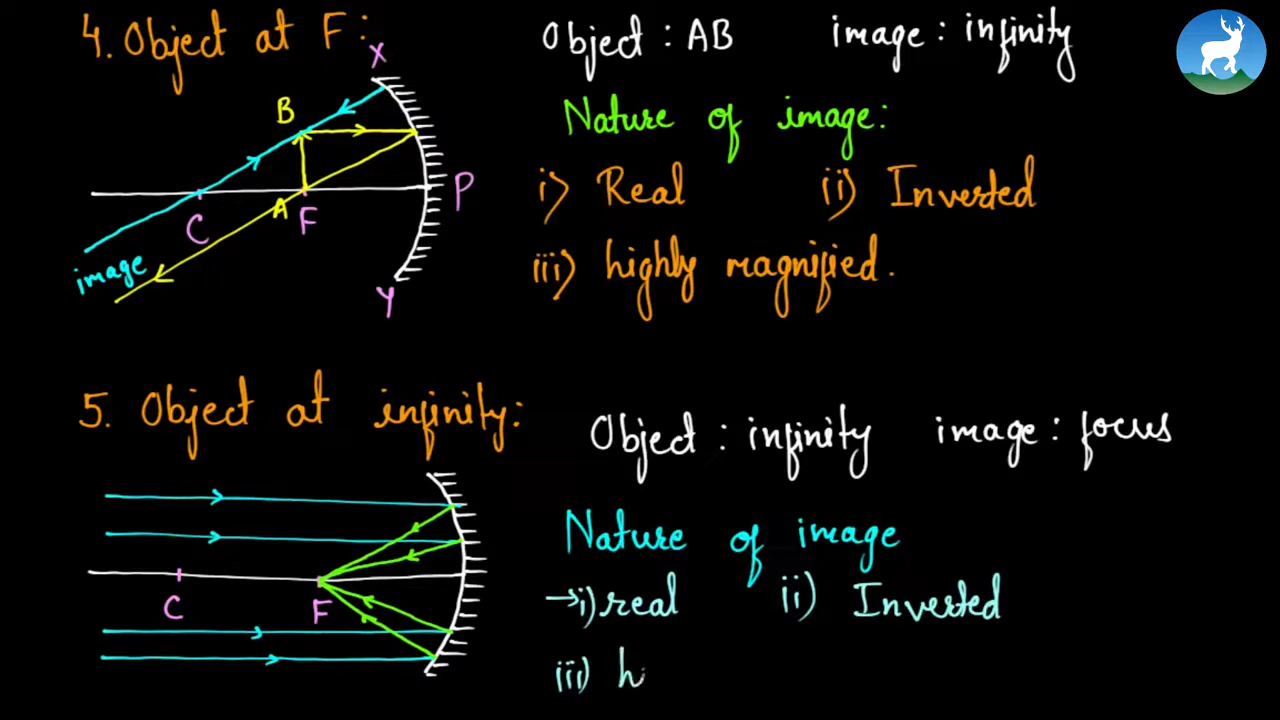 4. Object at F:
Object : AB image : infinity
X
Nature of image:
B
i) Real ii) Inverted
P
A F
C
iii) highly magnified.
image
Y
5. Object at infinity:
Object : infinity image : focus
Nature of image
C F
→i) real ii) Inverted
iii) h